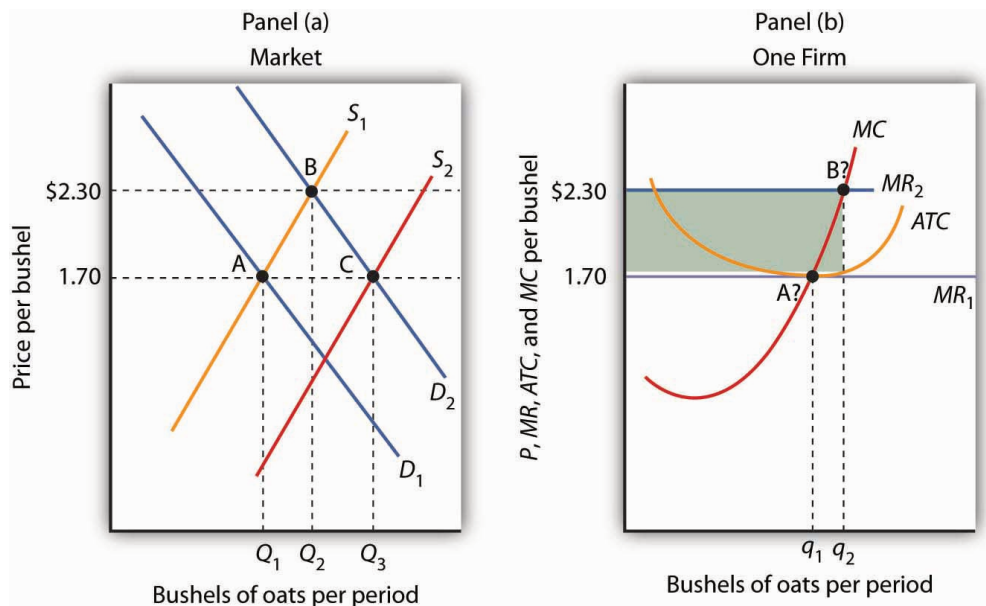 Panel (a)
Market
Price per bushel
$2.30
1.70
S1
S2
B
A
C
D2
D1
Q1
Q2
Q3
Bushels of oats per period
Panel (b)
One Firm
P, MR, ATC, and MC per bushel
$2.30
1.70
MC
B?
MR2
ATC
A?
MR1
q1
q2
Bushels of oats per period